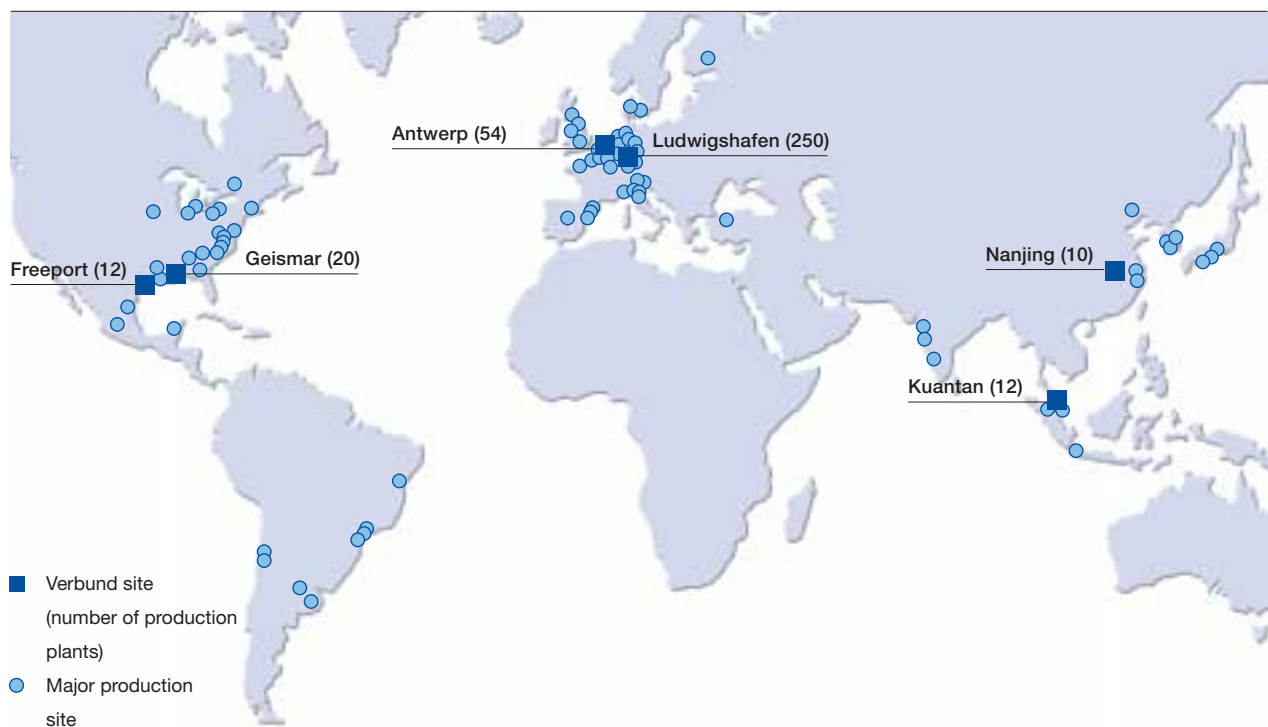 Antwerp (54)
Ludwigshafen (250)
Freeport (12)
Geismar (20)
Nanjing (10)
Kuantan (12)
Verbund site
(number of production
plants)
Major production
site